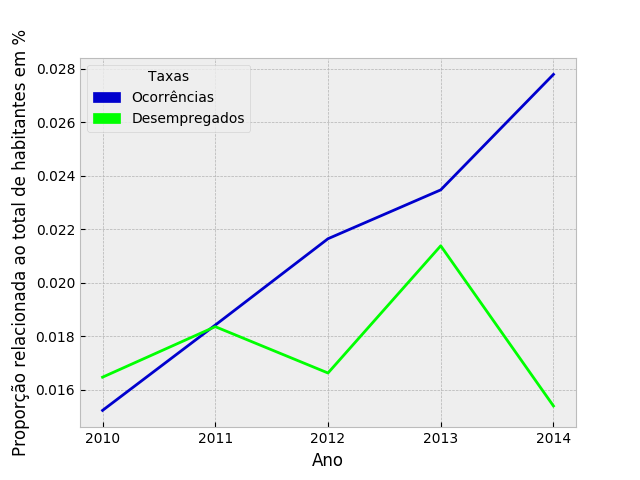 Proporção relacionada ao total de habitantes em %
0.028
0.026
0.024
0.022
0.020
0.018
0.016
Taxas
Ocorrências
Desempregados
2010 2011 2012 2013 2014
Ano